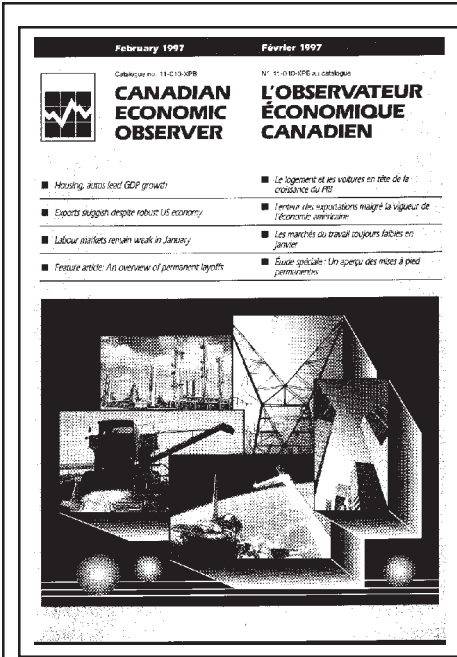 February 1997
Février 1997
Catalogue no. 11-010-XPB
N° 11-010-XPB au catalogue
CANADIAN
ECONOMIC
OBSERVER
L'OBSERVATEUR
ÉCONOMIQUE
CANADIEN
■ Housing, autos lead GDP growth
■ Exports sluggish despite robust US economy
■ Labour markets remain weak in January
■ Feature article: An overview of permanent layoffs
■ Le logement et les voitures en tête de la
croissance du PIB
■ Lenteur des exportations malgré la vigueur de
l'économie américaine
■ Les marchés du travail toujours faibles en
janvier
■ Étude spéciale : Un aperçu des mises à pied
permanentes